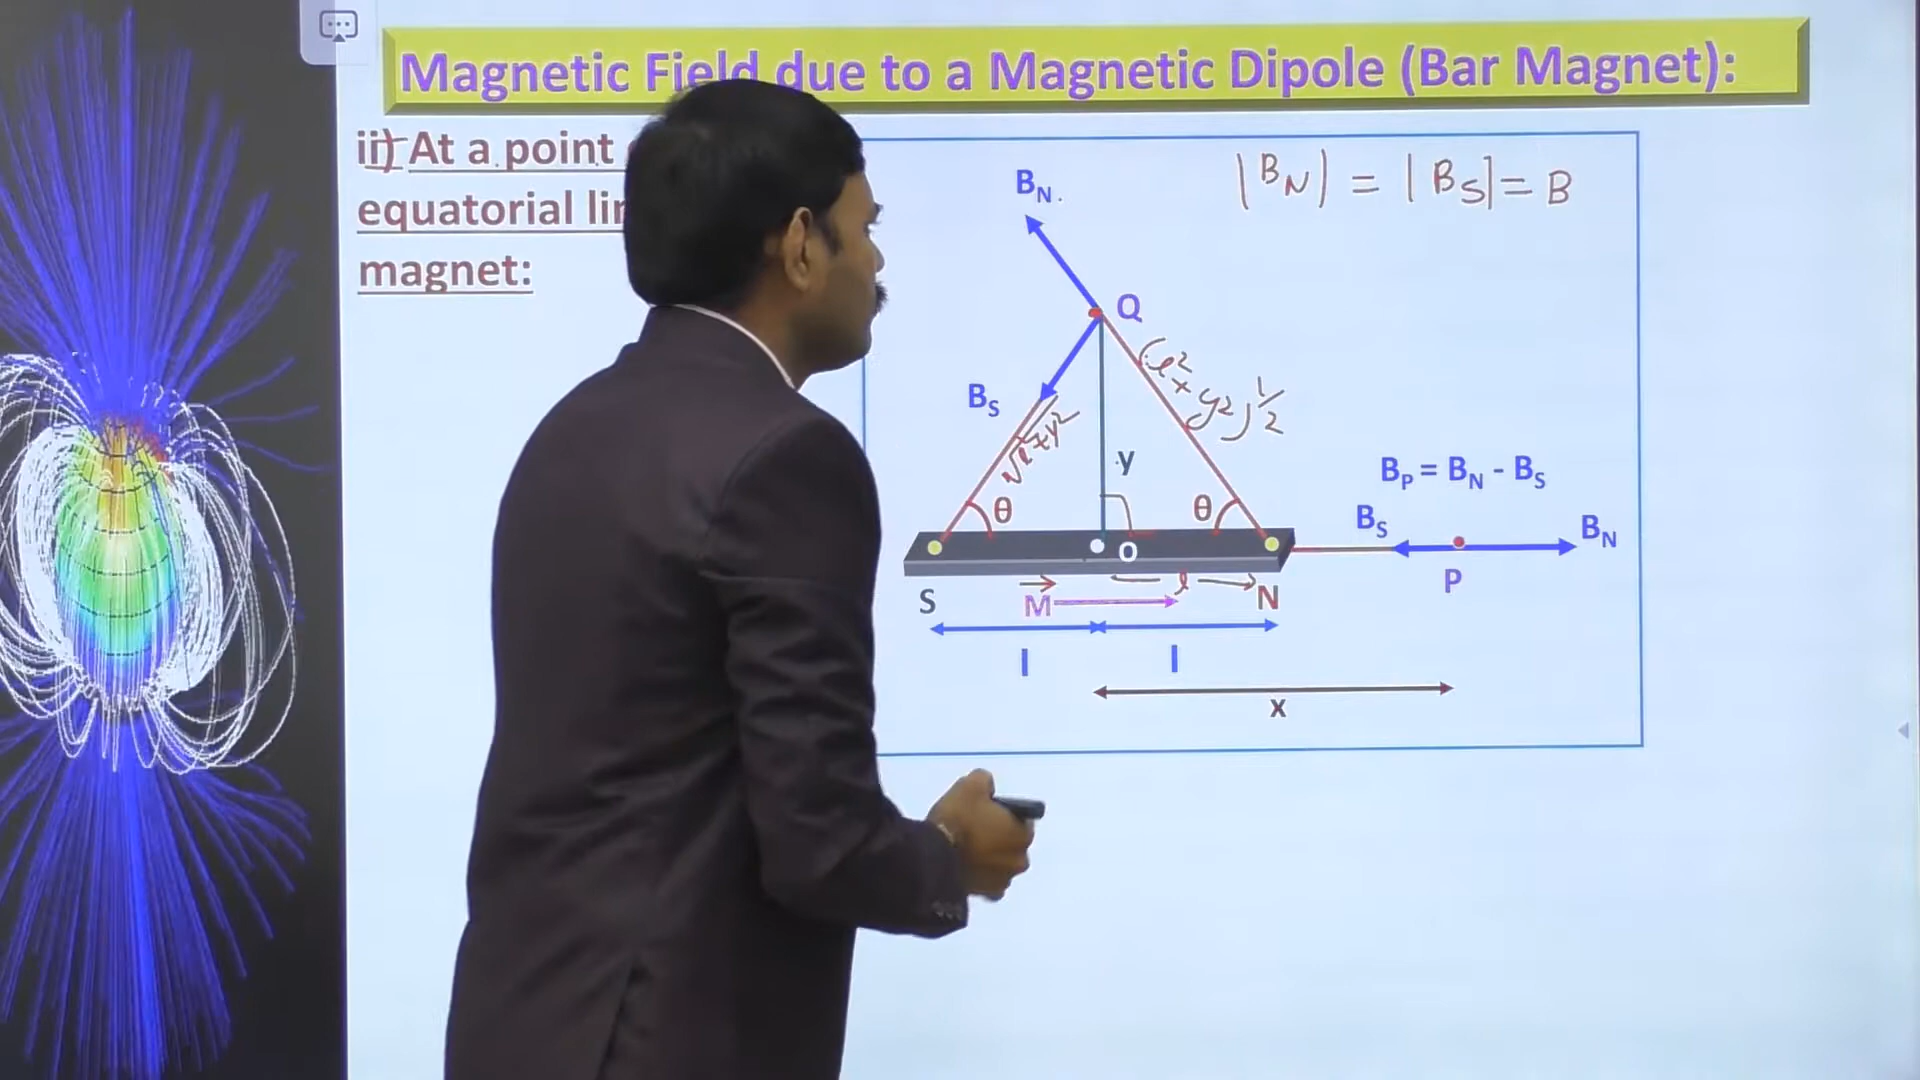 Magnetic Field due to a Magnetic Dipole (Bar Magnet):
ii) At a point
equatorial
magnet:
|B_N| = |B_S| = B
B_N
Q
(l² + y²)^1/2
B_S
√l²+y²
y
θ
θ
B_P = B_N - B_S
B_S
B_N
O
P
S
M
l
N
l
l
x